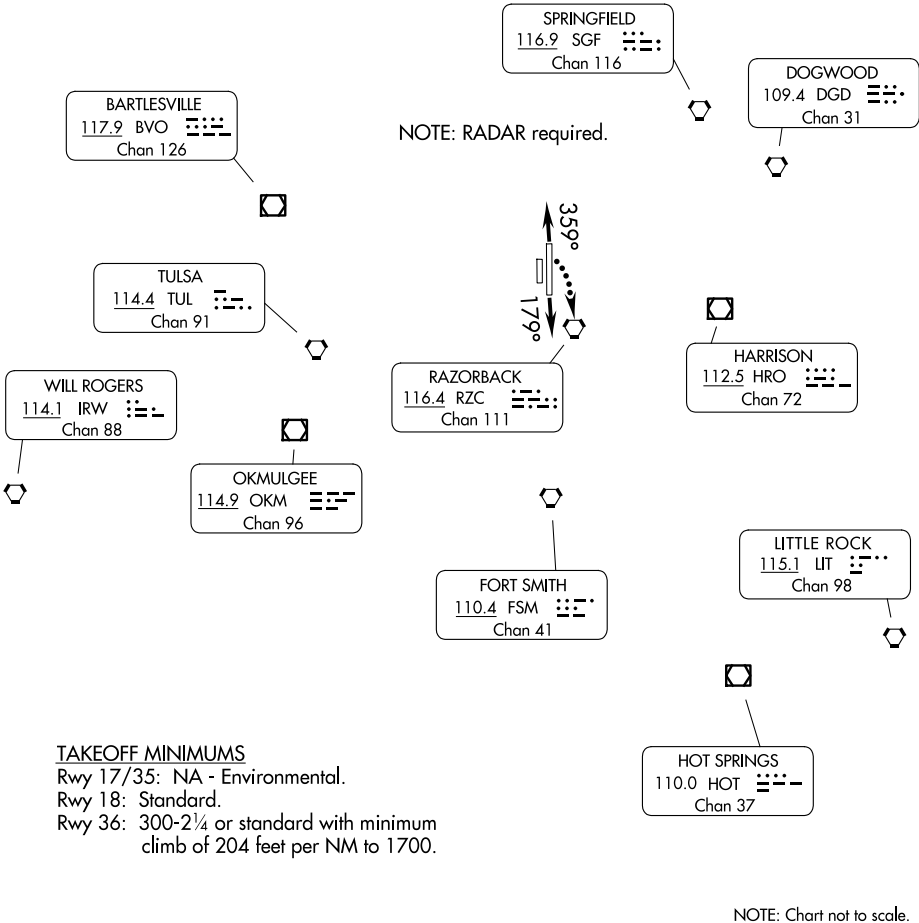 SPRINGFIELD
116.9 SGF
Chan 116
DOGWOOD
109.4 DGD
Chan 31
BARTLESVILLE
117.9 BVO
Chan 126
NOTE: RADAR required.
359°
179°
TULSA
114.4 TUL
Chan 91
HARRISON
112.5 HRO
Chan 72
RAZORBACK
116.4 RZC
Chan 111
WILL ROGERS
114.1 IRW
Chan 88
OKMULGEE
114.9 OKM
Chan 96
LITTLE ROCK
115.1 LIT
Chan 98
FORT SMITH
110.4 FSM
Chan 41
HOT SPRINGS
110.0 HOT
Chan 37
TAKEOFF MINIMUMS
Rwy 17/35: NA - Environmental.
Rwy 18: Standard.
Rwy 36: 300-2¼ or standard with minimum
climb of 204 feet per NM to 1700.
NOTE: Chart not to scale.